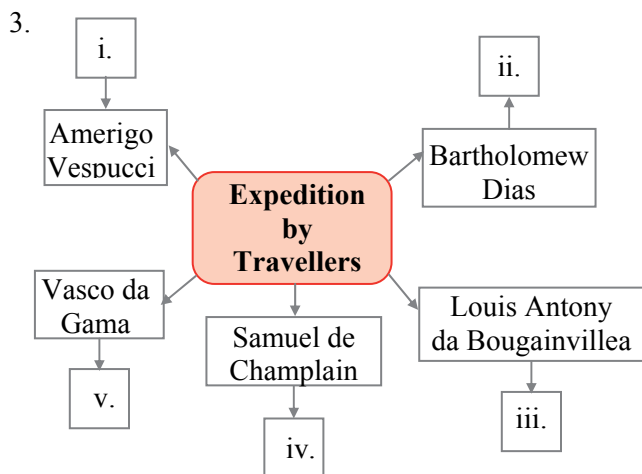 3.
i.
ii.
Amerigo
Vespucci
Bartholomew
Dias
Expedition
by
Travellers
Vasco da
Gama
Samuel de
Champlain
Louis Antony
da Bougainvillea
v.
iv.
iii.